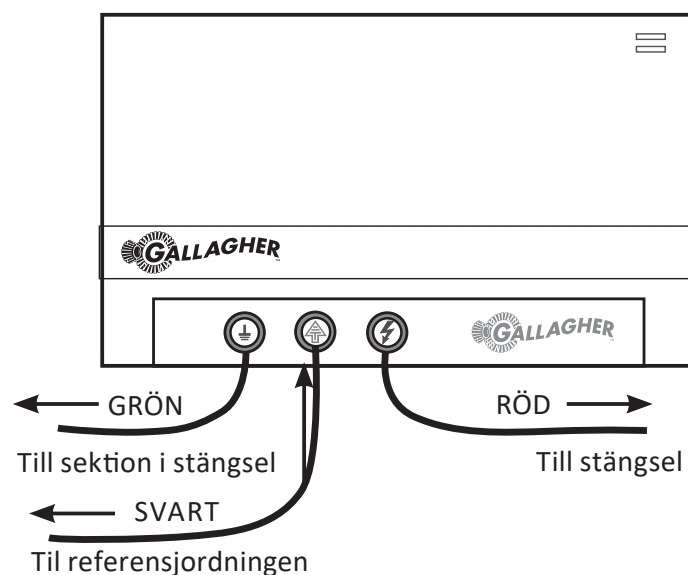 GALLAGHER
GALLAGHER
GRÖN
RÖD
Till sektion i stängsel
Till stängsel
SVART
Til referensjordningen